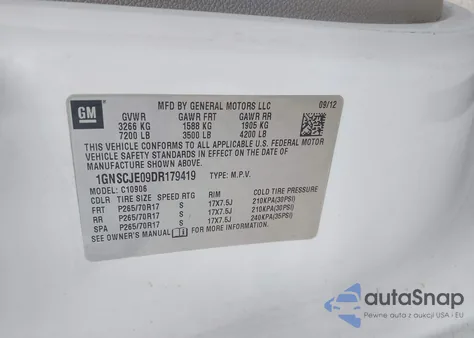 GM
MFD BY GENERAL MOTORS LLC 09/12
GVWR GAWR FRT GAWR RR
3266 KG 1588 KG 1905 KG
7200 LB 3500 LB 4200 LB
THIS VEHICLE CONFORMS TO ALL APPLICABLE U.S. FEDERAL MOTOR
VEHICLE SAFETY STANDARDS IN EFFECT ON THE DATE OF
MANUFACTURE SHOWN ABOVE.
1GNSCJE09DR179419 TYPE: M.P.V.
MODEL: C10906
COLR TIRE SIZE SPEED RTG RIM COLD TIRE PRESSURE
FRT P265/70R17 S 17X7.5J 210KPA(30PSI)
RR P265/70R17 S 17X7.5J 210KPA(30PSI)
SPA P265/70R17 S 17X7.5J 240KPA(35PSI)
SEE OWNER'S MANUAL FOR MORE INFORMATION.
autoSnap
Pewne auta z aukcji USA - EU